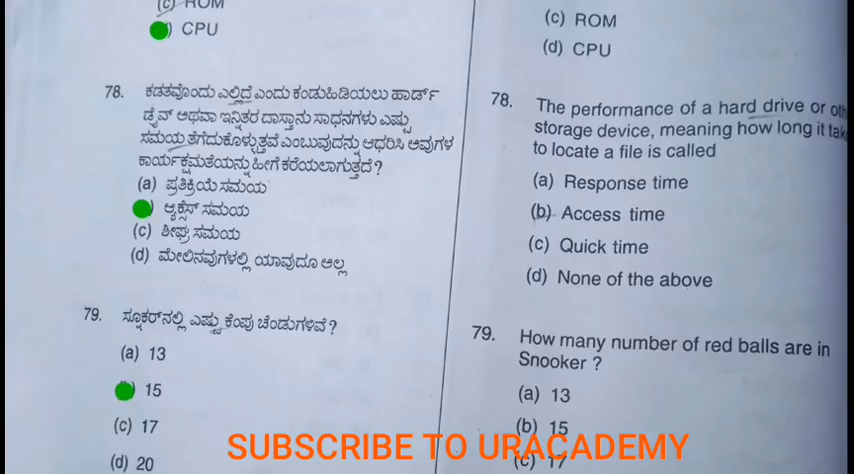 (c) ROM
CPU
78. ಕಡತವೊಂದು ಎಲ್ಲಿದೆ ಎಂದು ಕಂಡುಹಿಡಿಯಲು ಹಾರ್ಡ್
ಡ್ರೈವ್ ಅಥವಾ ಇನ್ನಿತರ ದಾಸ್ತಾನು ಸಾಧನಗಳು ಎಷ್ಟು
ಸಮಯ ತೆಗೆದುಕೊಳ್ಳುತ್ತವೆ ಎಂಬುವುದನ್ನು ಆಧರಿಸಿ ಅವುಗಳ
ಕಾರ್ಯಕ್ಷಮತೆಯನ್ನು ಹೀಗೆ ಕರೆಯಲಾಗುತ್ತದೆ ?
(a) ಪ್ರತಿಕ್ರಿಯೆ ಸಮಯ
) ಆ್ಯಕ್ಸೆಸ್ ಸಮಯ
(c) ಶೀಘ್ರ ಸಮಯ
(d) ಮೇಲಿನವುಗಳಲ್ಲಿ ಯಾವುದೂ ಅಲ್ಲ
79. ಸ್ನೂಕರ್‌ನಲ್ಲಿ ಎಷ್ಟು ಕೆಂಪು ಚೆಂಡುಗಳಿವೆ ?
(a) 13
) 15
(c) 17
(d) 20
(c) ROM
(d) CPU
78. The performance of a hard drive or oth
storage device, meaning how long it tak
to locate a file is called
(a) Response time
(b) Access time
(c) Quick time
(d) None of the above
79. How many number of red balls are in
Snooker ?
(a) 13
(b) 15
(c) 17
SUBSCRIBE TO URACADEMY